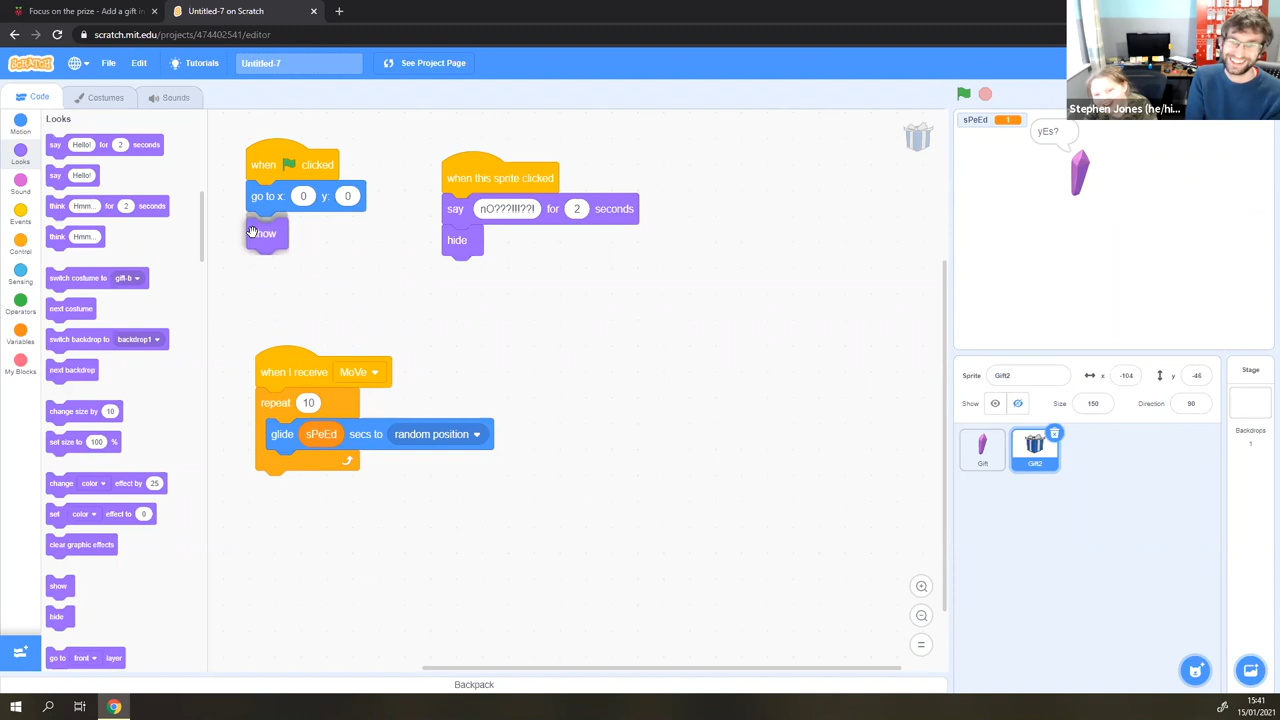 Focus on the prize - Add a gift in
Untitled-7 on Scratch
scratch.mit.edu/projects/474402541/editor
SCRATCH
File
Edit
Tutorials
Untitled-7
See Project Page
Stephen Jones (he/hi...
Code
Costumes
Sounds
Motion
Looks
Sound
Events
Control
Sensing
Operators
Variables
My Blocks
Looks
say Hello! for 2 seconds
say Hello!
think Hmm... for 2 seconds
think Hmm...
switch costume to gift-b
next costume
switch backdrop to backdrop1
next backdrop
change size by 10
set size to 100 %
change color effect by 25
set color effect to 0
clear graphic effects
show
hide
go to front layer
when clicked
go to x: 0 y: 0
show
when this sprite clicked
say nO???!!!??! for 2 seconds
hide
when I receive MoVe
repeat 10
glide sPeEd secs to random position
sPeEd 1
yEs?
Sprite Gift2 x -104 y -46
Show Size 150 Direction 90
Gift
Gift2
Stage
Backdrops
1
Backpack
15:41
15/01/2021